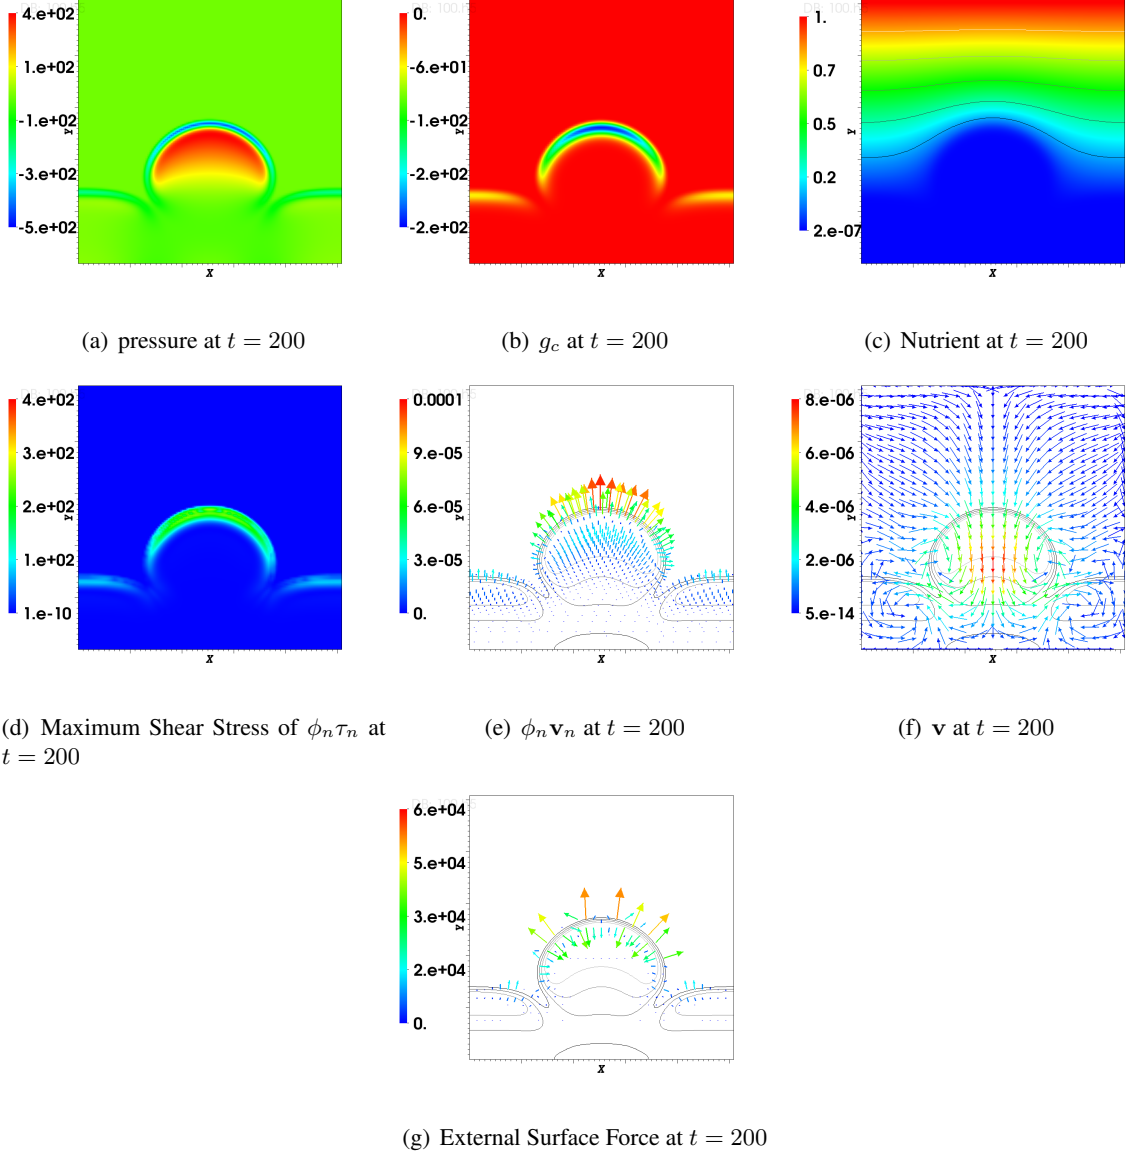 4.e+02
1.e+02
-1.e+02
-3.e+02
-5.e+02
X
(a) pressure at t = 200
0.
-6.e+01
-1.e+02
-2.e+02
-2.e+02
X
(b) g_c at t = 200
1.
0.7
0.5
0.2
2.e-07
X
(c) Nutrient at t = 200
4.e+02
3.e+02
2.e+02
1.e+02
1.e-10
X
(d) Maximum Shear Stress of ϕ_nτ_n at
t = 200
0.0001
9.e-05
6.e-05
3.e-05
0.
X
(e) ϕ_n𝐯_n at t = 200
8.e-06
6.e-06
4.e-06
2.e-06
5.e-14
X
(f) 𝐯 at t = 200
6.e+04
5.e+04
3.e+04
2.e+04
0.
X
(g) External Surface Force at t = 200